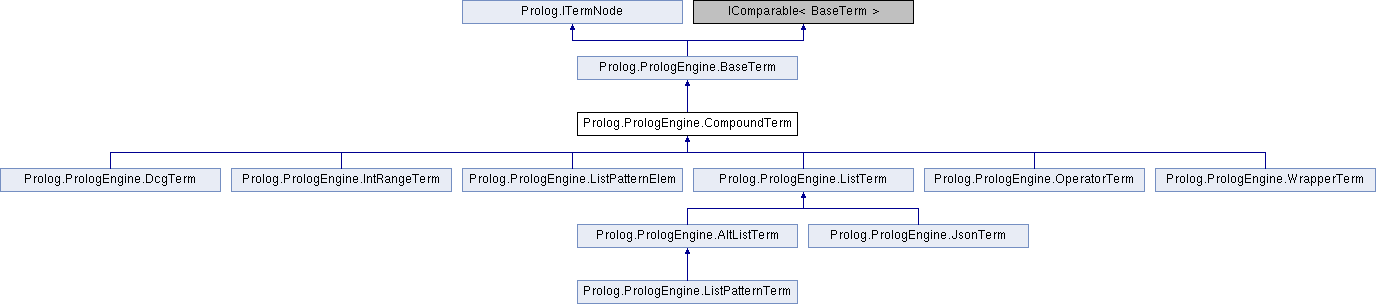 Prolog.ITermNode
IComparable< BaseTerm >
Prolog.PrologEngine.BaseTerm
Prolog.PrologEngine.CompoundTerm
Prolog.PrologEngine.DcgTerm
Prolog.PrologEngine.IntRangeTerm
Prolog.PrologEngine.ListPatternElem
Prolog.PrologEngine.ListTerm
Prolog.PrologEngine.OperatorTerm
Prolog.PrologEngine.WrapperTerm
Prolog.PrologEngine.AltListTerm
Prolog.PrologEngine.JsonTerm
Prolog.PrologEngine.ListPatternTerm